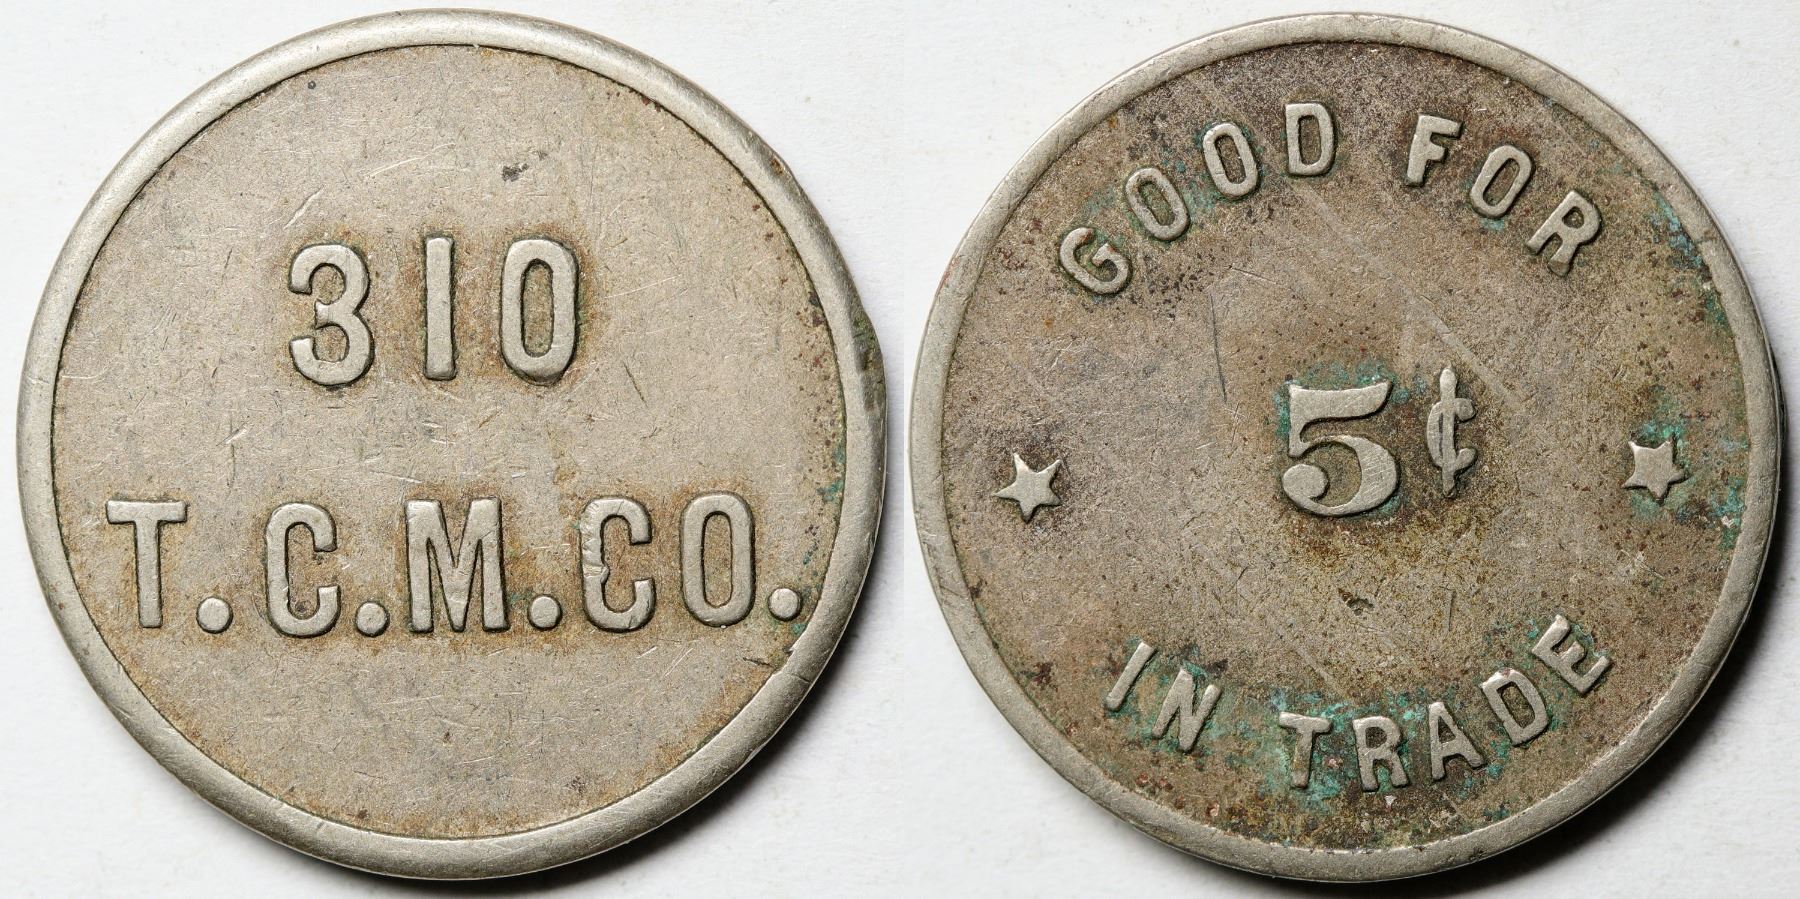 310
T.C.M.CO.
GOOD FOR
5¢
IN TRADE